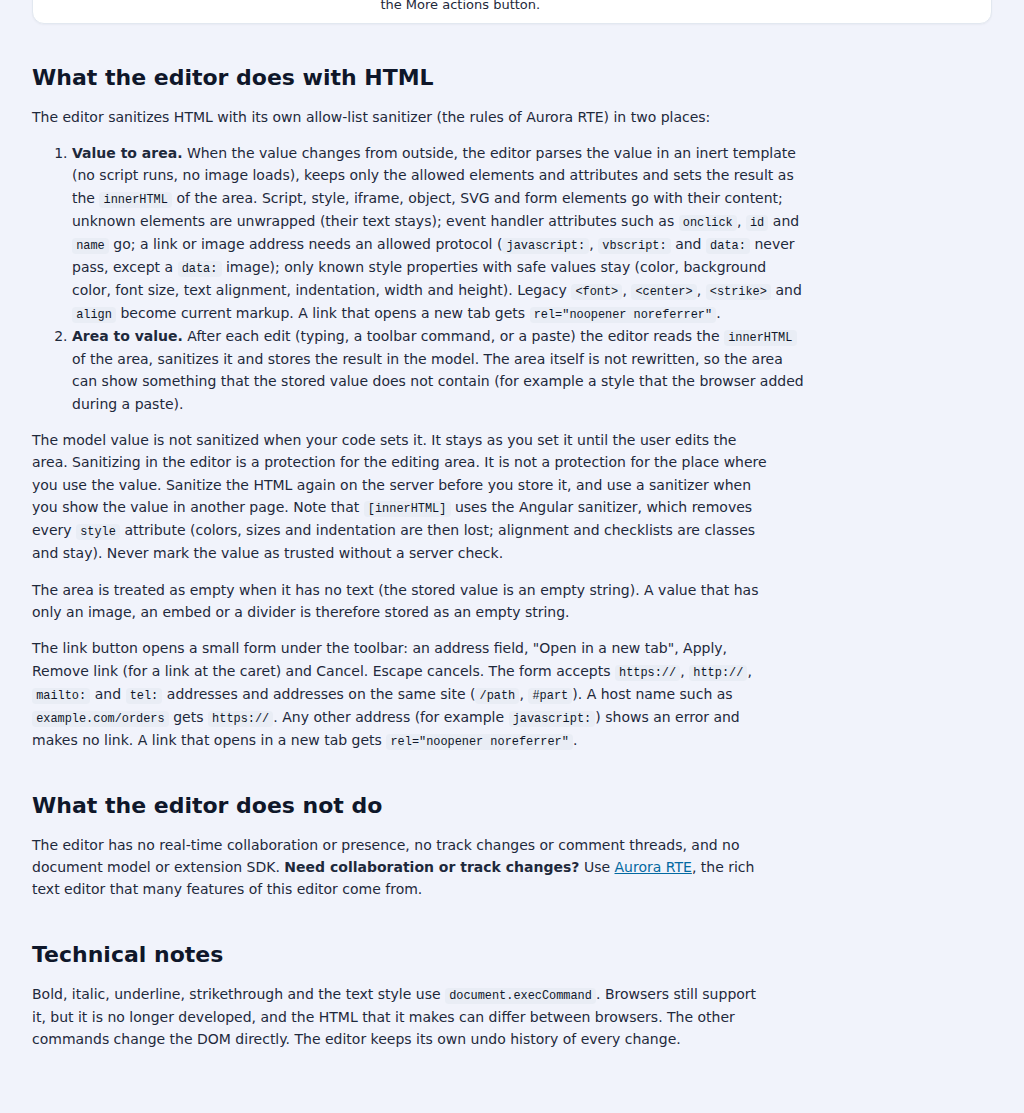 the More actions button.
What the editor does with HTML
The editor sanitizes HTML with its own allow-list sanitizer (the rules of Aurora RTE) in two places:
1. Value to area. When the value changes from outside, the editor parses the value in an inert template
(no script runs, no image loads), keeps only the allowed elements and attributes and sets the result as
the innerHTML of the area. Script, style, iframe, object, SVG and form elements go with their content;
unknown elements are unwrapped (their text stays); event handler attributes such as onclick, id and
name go; a link or image address needs an allowed protocol (javascript:, vbscript: and data: never
pass, except a data: image); only known style properties with safe values stay (color, background
color, font size, text alignment, indentation, width and height). Legacy <font>, <center>, <strike> and
align become current markup. A link that opens a new tab gets rel="noopener noreferrer".
2. Area to value. After each edit (typing, a toolbar command, or a paste) the editor reads the innerHTML
of the area, sanitizes it and stores the result in the model. The area itself is not rewritten, so the area
can show something that the stored value does not contain (for example a style that the browser added
during a paste).
The model value is not sanitized when your code sets it. It stays as you set it until the user edits the
area. Sanitizing in the editor is a protection for the editing area. It is not a protection for the place where
you use the value. Sanitize the HTML again on the server before you store it, and use a sanitizer when
you show the value in another page. Note that [innerHTML] uses the Angular sanitizer, which removes
every style attribute (colors, sizes and indentation are then lost; alignment and checklists are classes
and stay). Never mark the value as trusted without a server check.
The area is treated as empty when it has no text (the stored value is an empty string). A value that has
only an image, an embed or a divider is therefore stored as an empty string.
The link button opens a small form under the toolbar: an address field, "Open in a new tab", Apply,
Remove link (for a link at the caret) and Cancel. Escape cancels. The form accepts https://, http://,
mailto: and tel: addresses and addresses on the same site (/path, #part). A host name such as
example.com/orders gets https://. Any other address (for example javascript:) shows an error and
makes no link. A link that opens in a new tab gets rel="noopener noreferrer".
What the editor does not do
The editor has no real-time collaboration or presence, no track changes or comment threads, and no
document model or extension SDK. Need collaboration or track changes? Use Aurora RTE, the rich
text editor that many features of this editor come from.
Technical notes
Bold, italic, underline, strikethrough and the text style use document.execCommand. Browsers still support
it, but it is no longer developed, and the HTML that it makes can differ between browsers. The other
commands change the DOM directly. The editor keeps its own undo history of every change.